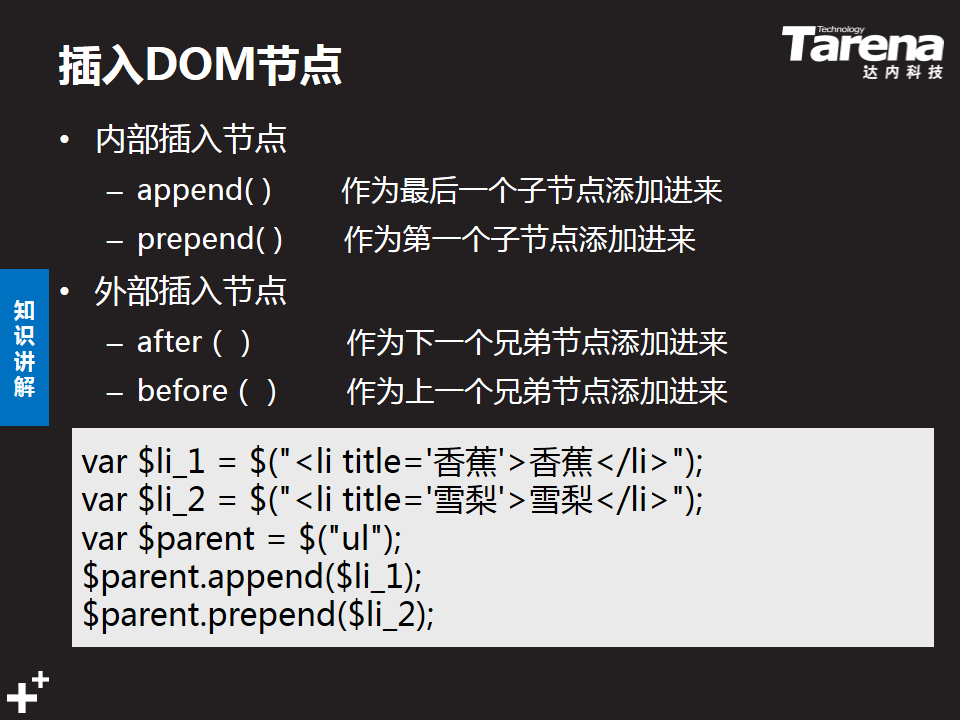 插入DOM节点
Technology
Tarena
达内科技
• 内部插入节点
– append( ) 作为最后一个子节点添加进来
– prepend( ) 作为第一个子节点添加进来
• 外部插入节点
– after（ ） 作为下一个兄弟节点添加进来
– before（ ） 作为上一个兄弟节点添加进来
知识讲解
var $li_1 = $("<li title='香蕉'>香蕉</li>");
var $li_2 = $("<li title='雪梨'>雪梨</li>");
var $parent = $("ul");
$parent.append($li_1);
$parent.prepend($li_2);